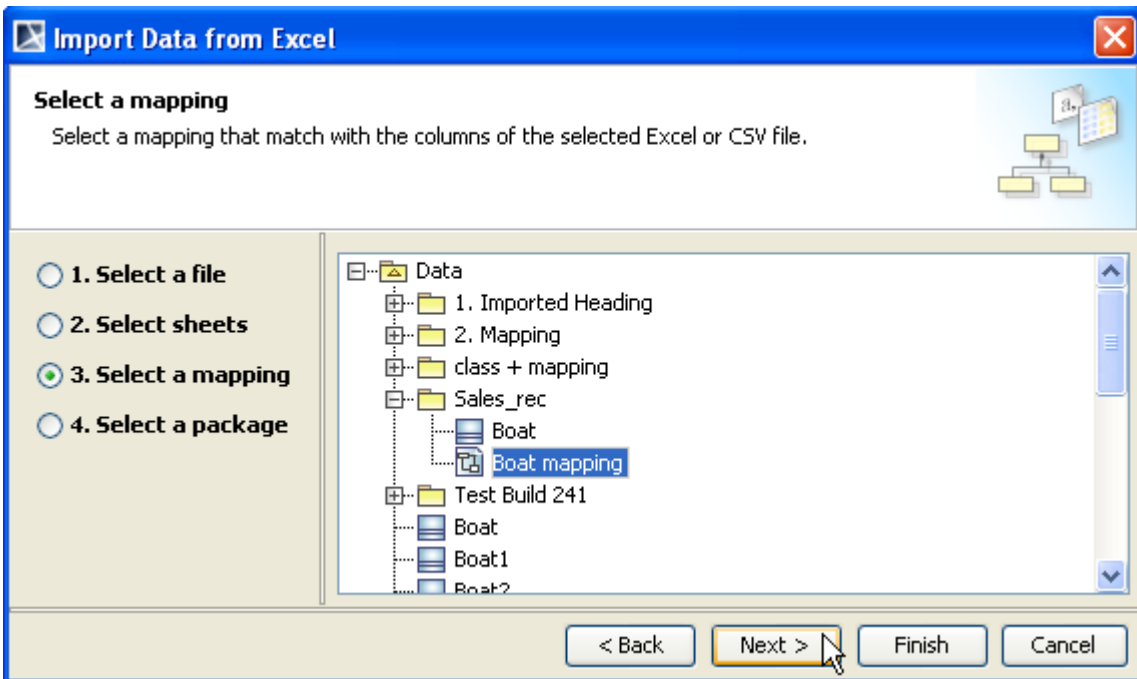 Import Data from Excel
Select a mapping
Select a mapping that match with the columns of the selected Excel or CSV file.
a,
1. Select a file
2. Select sheets
3. Select a mapping
4. Select a package
Data
1. Imported Heading
2. Mapping
class + mapping
Sales_rec
Boat
Boat mapping
Test Build 241
Boat
Boat1
Boat2
< Back
Next >
Finish
Cancel